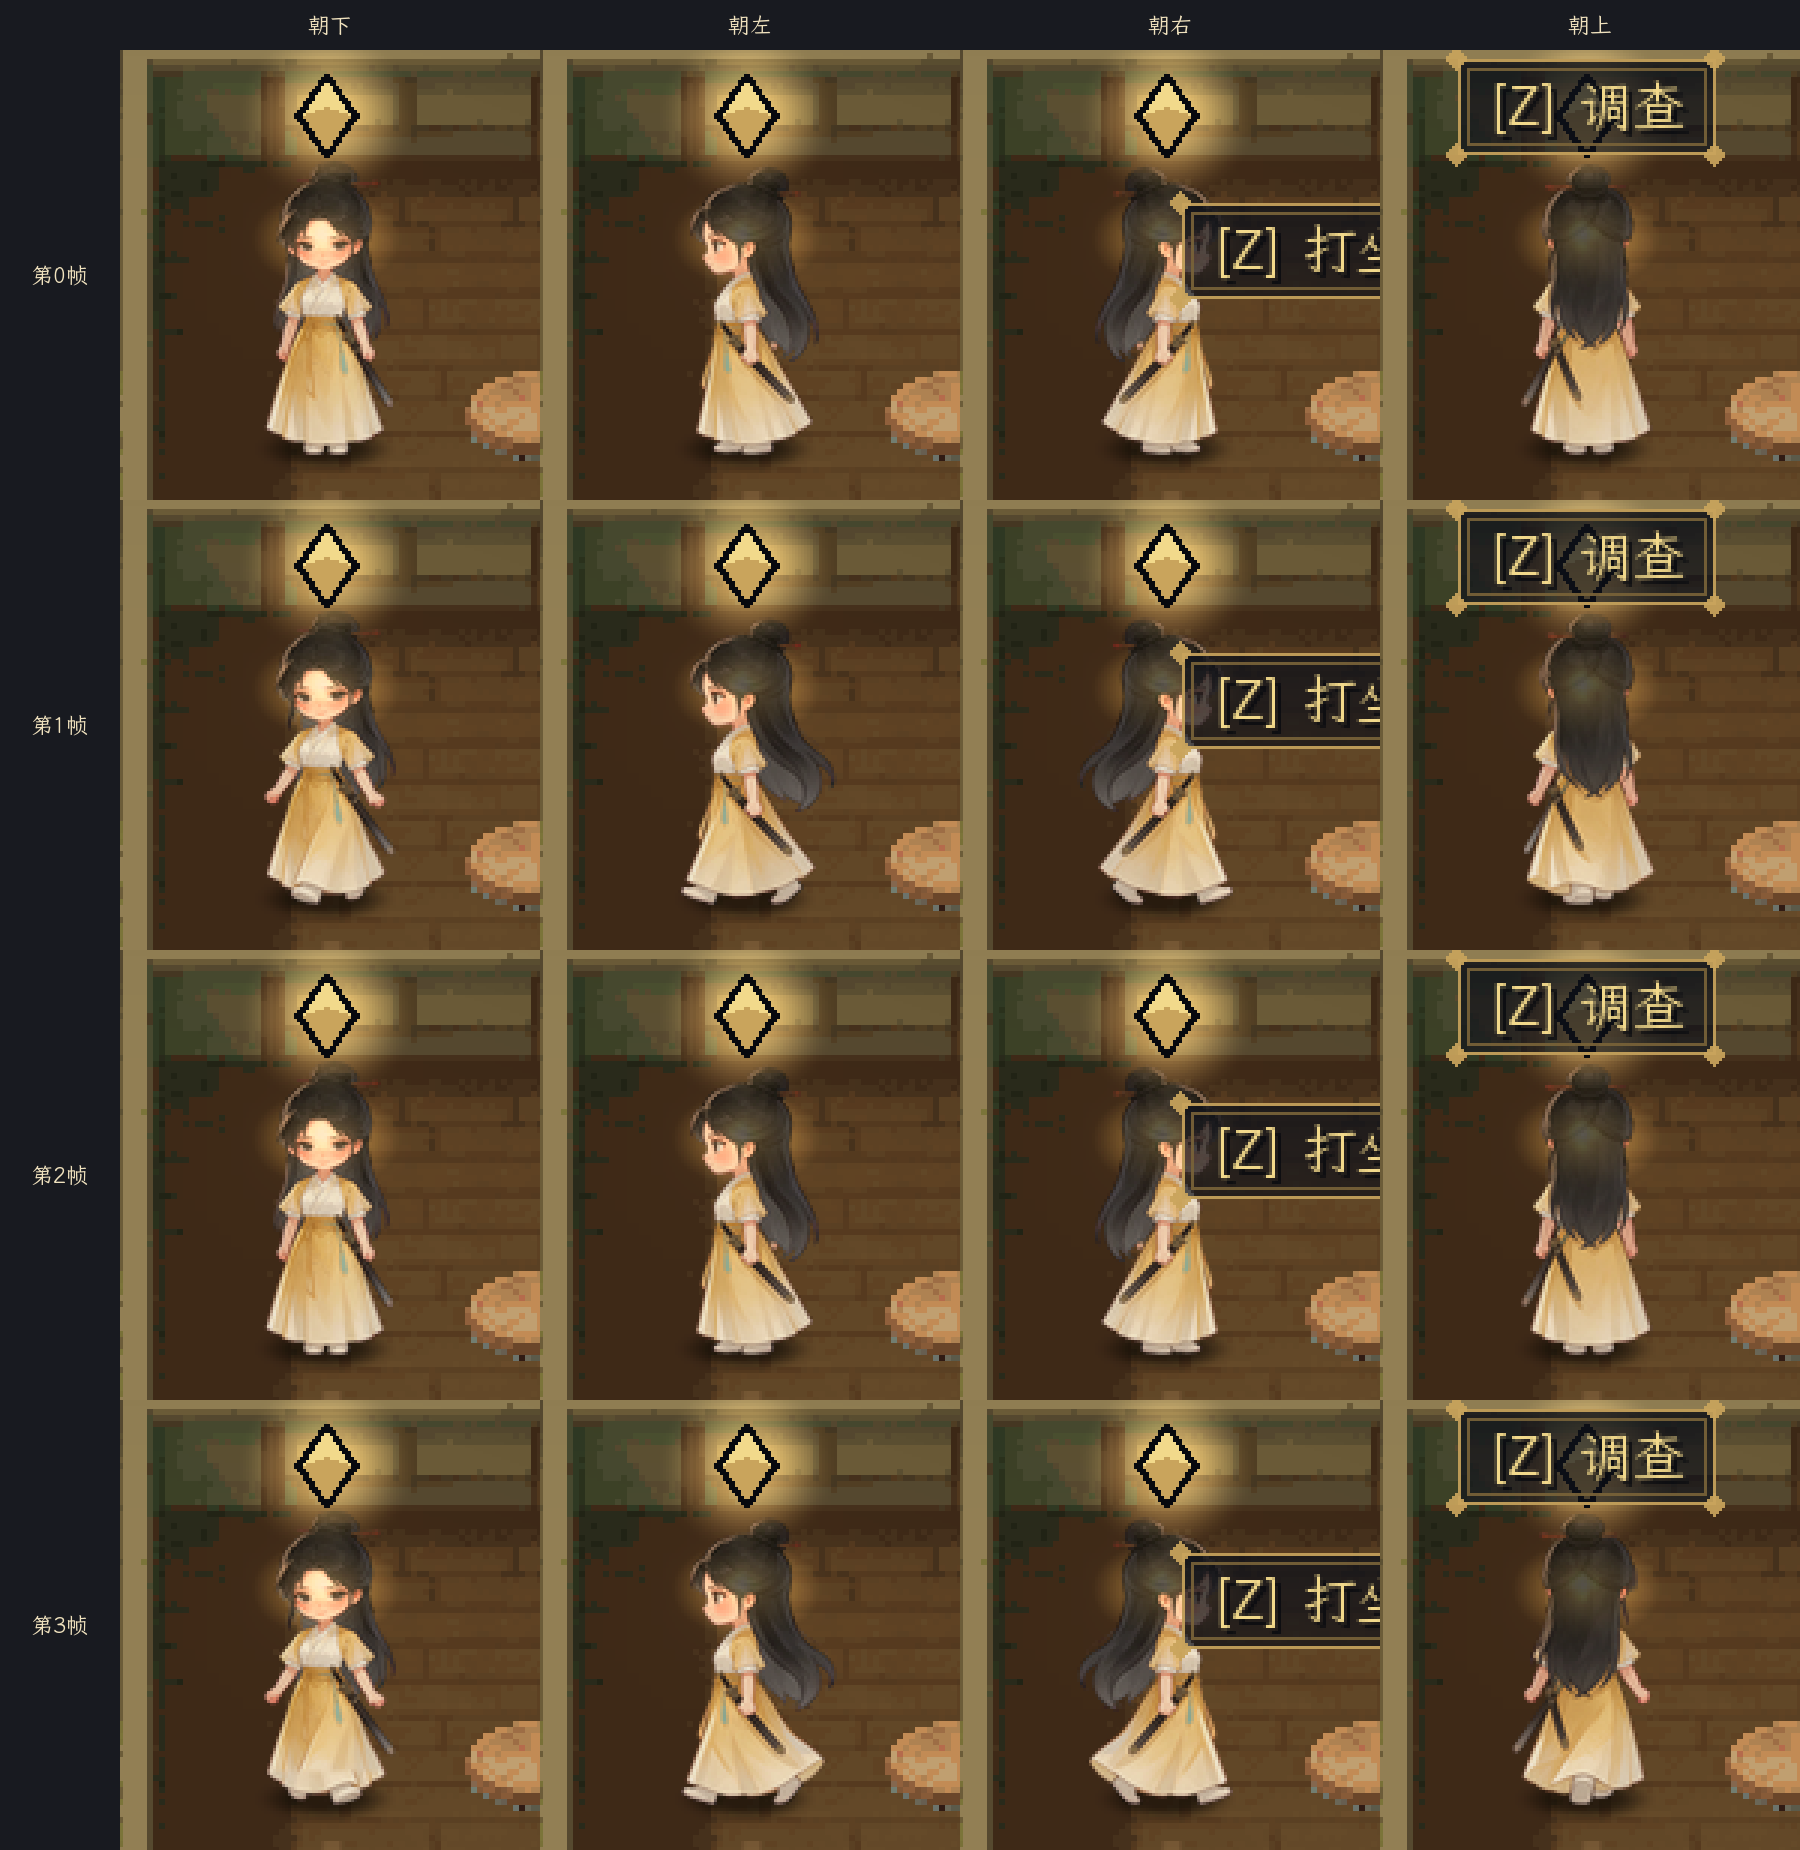 朝下 朝左 朝右 朝上
第0帧
[Z] 打
[Z] 调查
第1帧
[Z] 打
[Z] 调查
第2帧
[Z] 打
[Z] 调查
第3帧
[Z] 打
[Z] 调查